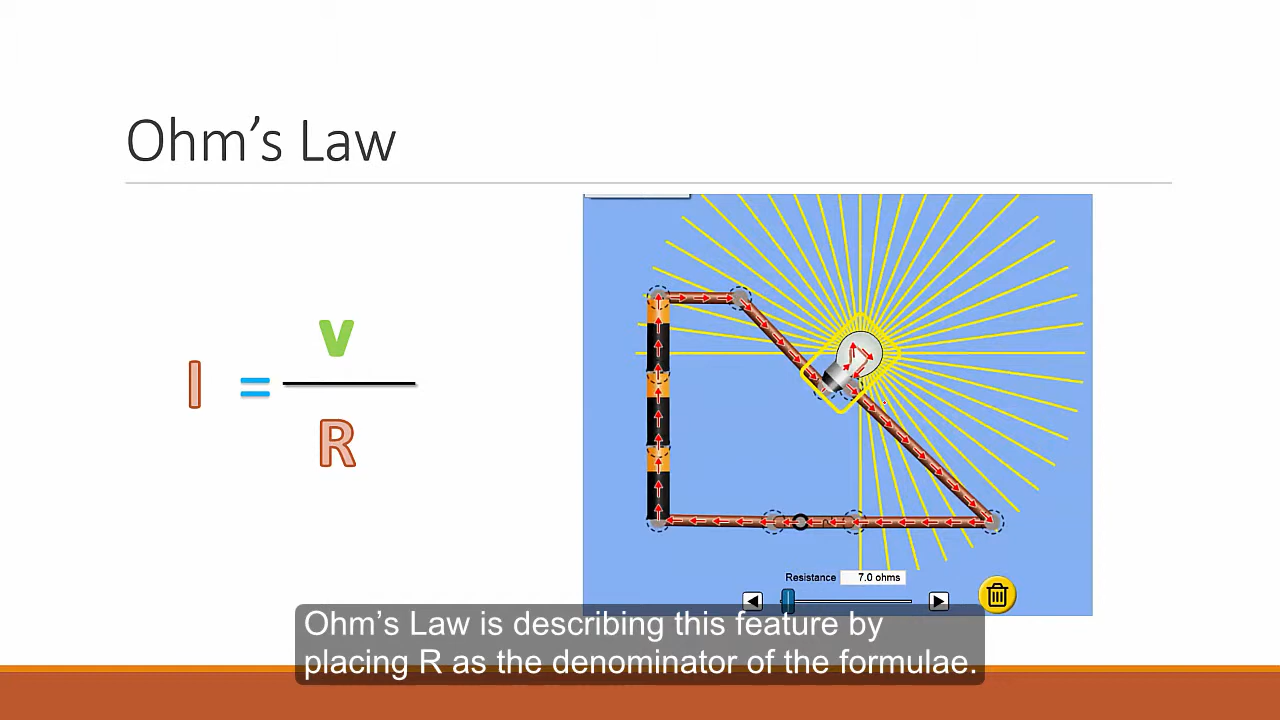 Ohm's Law
I = V
R
Resistance 7.0 ohms
Ohm's Law is describing this feature by
placing R as the denominator of the formulae.